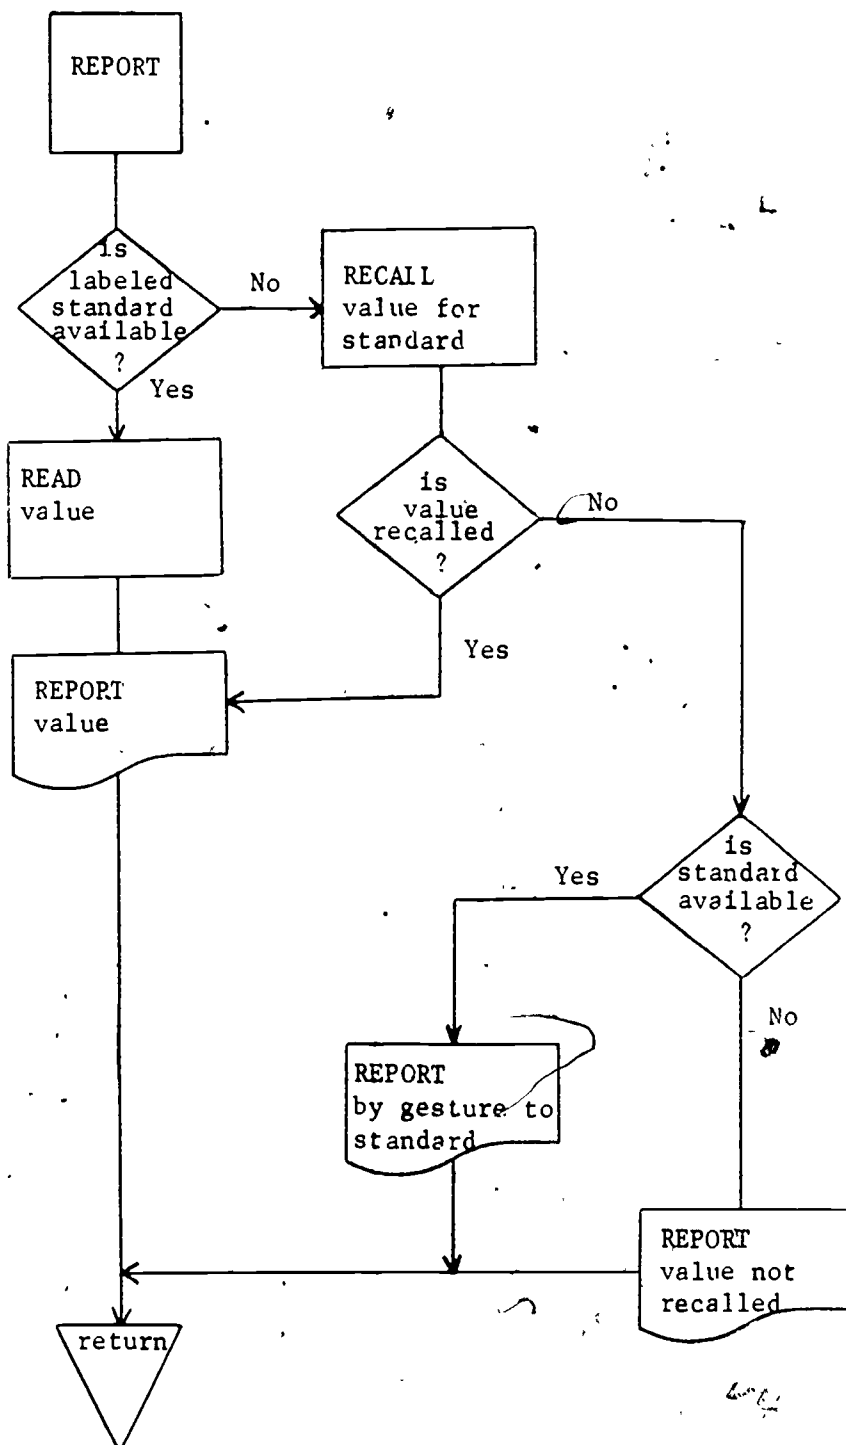 REPORT
is
labeled
standard
available
?
No
Yes
RECALL
value for
standard
READ
value
is
value
recalled
?
No
Yes
REPORT
value
is
standard
available
?
Yes
No
REPORT
by gesture to
standard
REPORT
value not
recalled
return